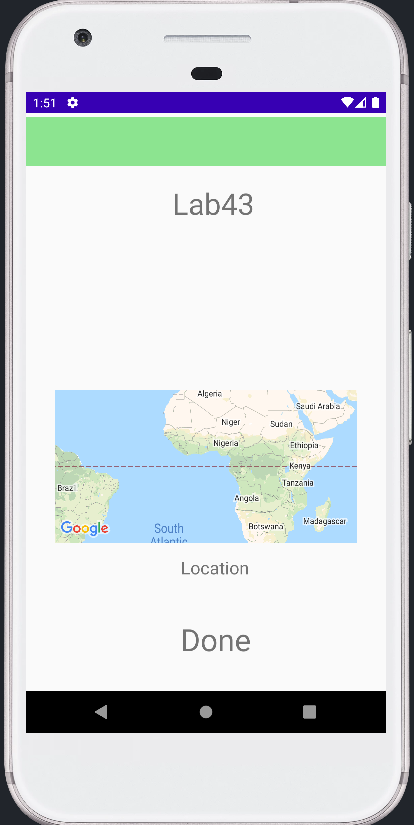 1:51
Lab43
Algeria
Saudi Arabia
Niger
Sudan
Nigeria
Ethiopia
Kenya
Brazl
Tanzania
Angola
Botswana
Madagascar
Google
South
Atlantic
Location
Done